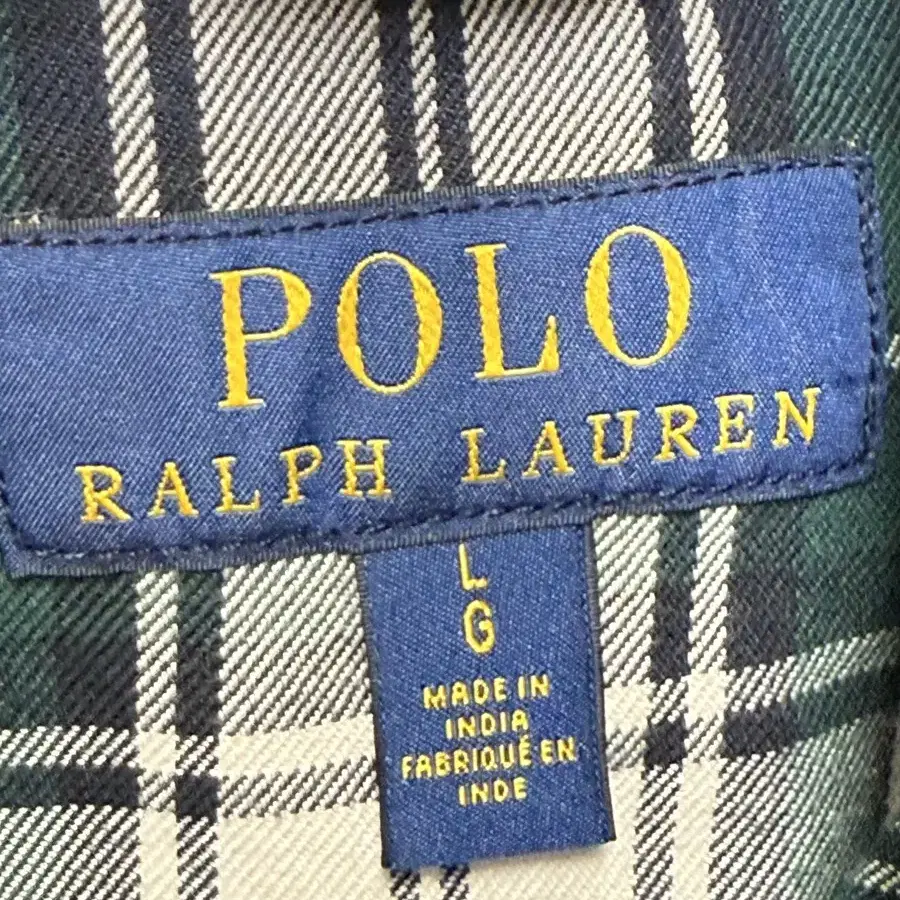 POLO
RALPH LAUREN
L
G
MADE IN
INDIA
FABRIQUÉ EN
INDE